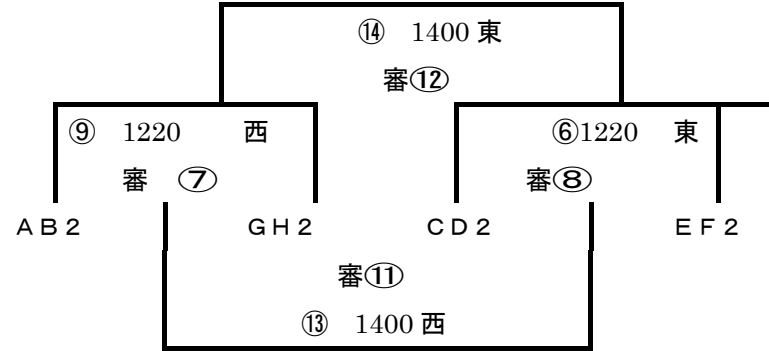 ⑭ 1400 東
審⑫
⑨ 1220 西 ⑥1220 東
審 ⑦ 審⑧
ＡＢ２ ＧＨ２ ＣＤ２ ＥＦ２
審⑪
⑬ 1400 西